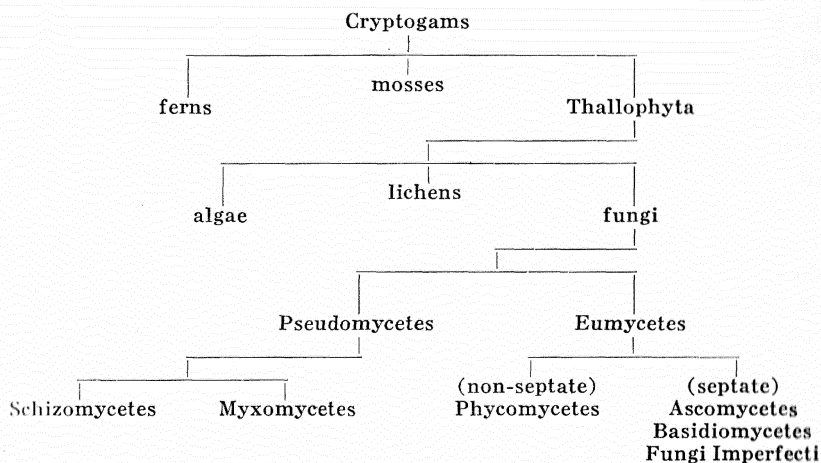 Cryptogams
mosses
ferns
Thallophyta
lichens
algae
fungi
Pseudomycetes
Eumycetes
(non-septate)
(septate)
Schizomycetes
Myxomycetes
Phycomycetes
Ascomycetes
Basidiomycetes
Fungi Imperfecti